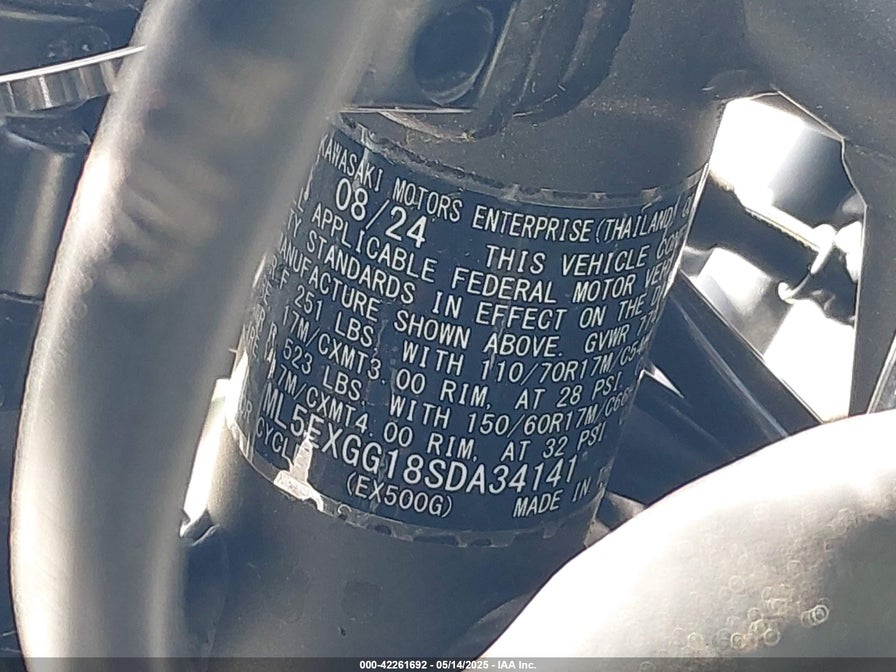 KAWASAKI MOTORS ENTERPRISE (THAILAND)
08/24 THIS VEHICLE
APPLICABLE FEDERAL MOTOR
STANDARDS IN EFFECT ON THE
MANUFACTURE SHOWN ABOVE. GVWR
251 LBS, WITH 110/70R17M/
17M/CXMT3.00 RIM, AT 28 PSI.
523 LBS, WITH 150/60R17M/
17M/CXMT4.00 RIM, AT 32 PSI
ML5EXGG18SDA34141
(EX500G) MADE IN
000-42261692 - 05/14/2025 - IAA Inc.